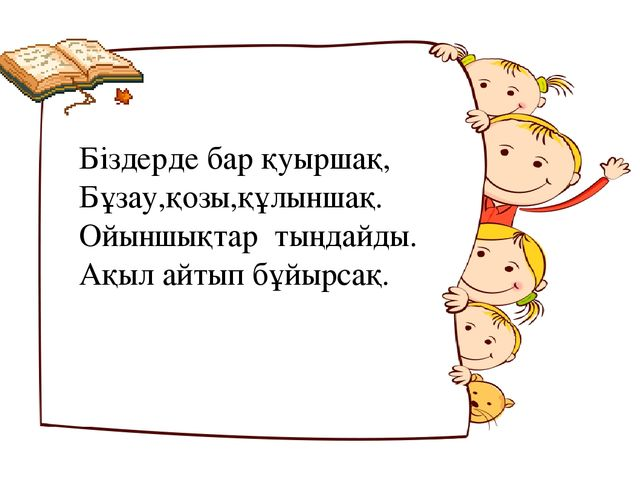 Біздерде бар қуыршақ,
Бұзау,қозы,құлыншақ.
Ойыншықтар  тыңдайды.
Ақыл айтып бұйырсақ.